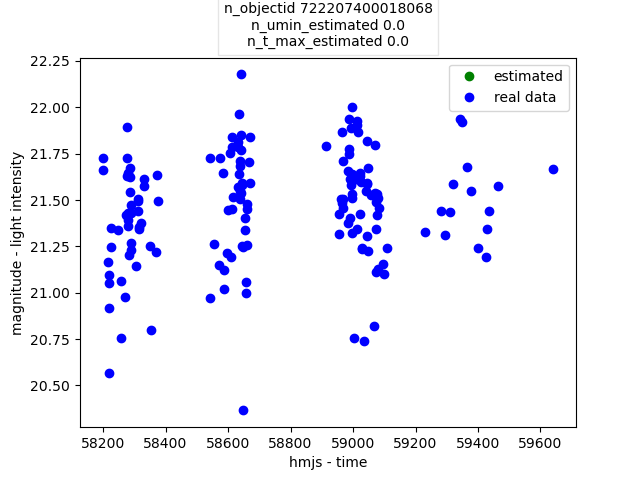 n_objectid 722207400018068
n_umin_estimated 0.0
n_t_max_estimated 0.0
estimated
real data
22.25
22.00
21.75
21.50
21.25
21.00
20.75
20.50
magnitude - light intensity
58200 58400 58600 58800 59000 59200 59400 59600
hmjs - time